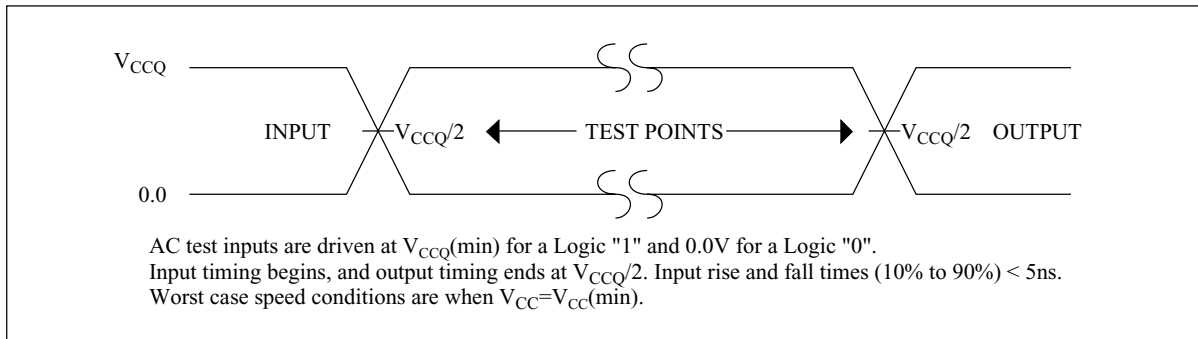 VCCQ
INPUT VCCQ/2 TEST POINTS VCCQ/2 OUTPUT
0.0
AC test inputs are driven at VCCQ(min) for a Logic "1" and 0.0V for a Logic "0".
Input timing begins, and output timing ends at VCCQ/2. Input rise and fall times (10% to 90%) < 5ns.
Worst case speed conditions are when VCC=VCC(min).